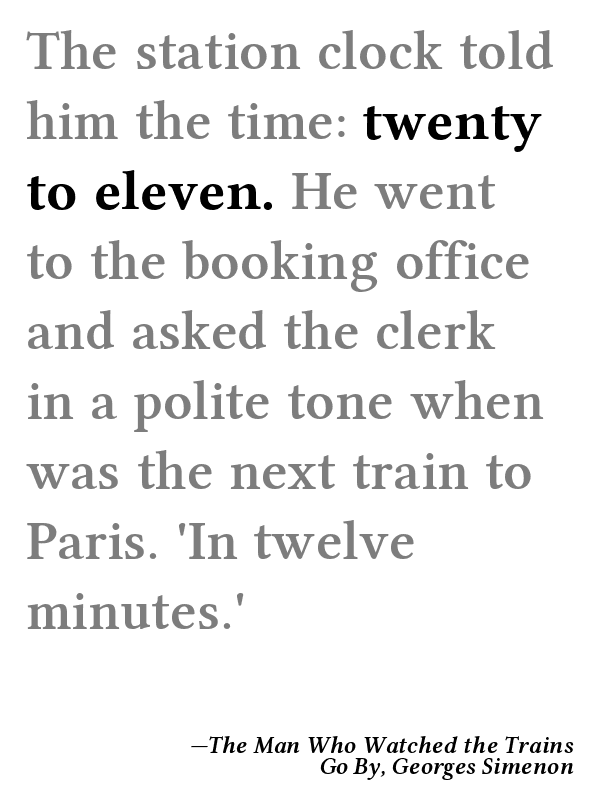 The station clock told
him the time: twenty
to eleven. He went
to the booking office
and asked the clerk
in a polite tone when
was the next train to
Paris. 'In twelve
minutes.'
—The Man Who Watched the Trains
Go By, Georges Simenon